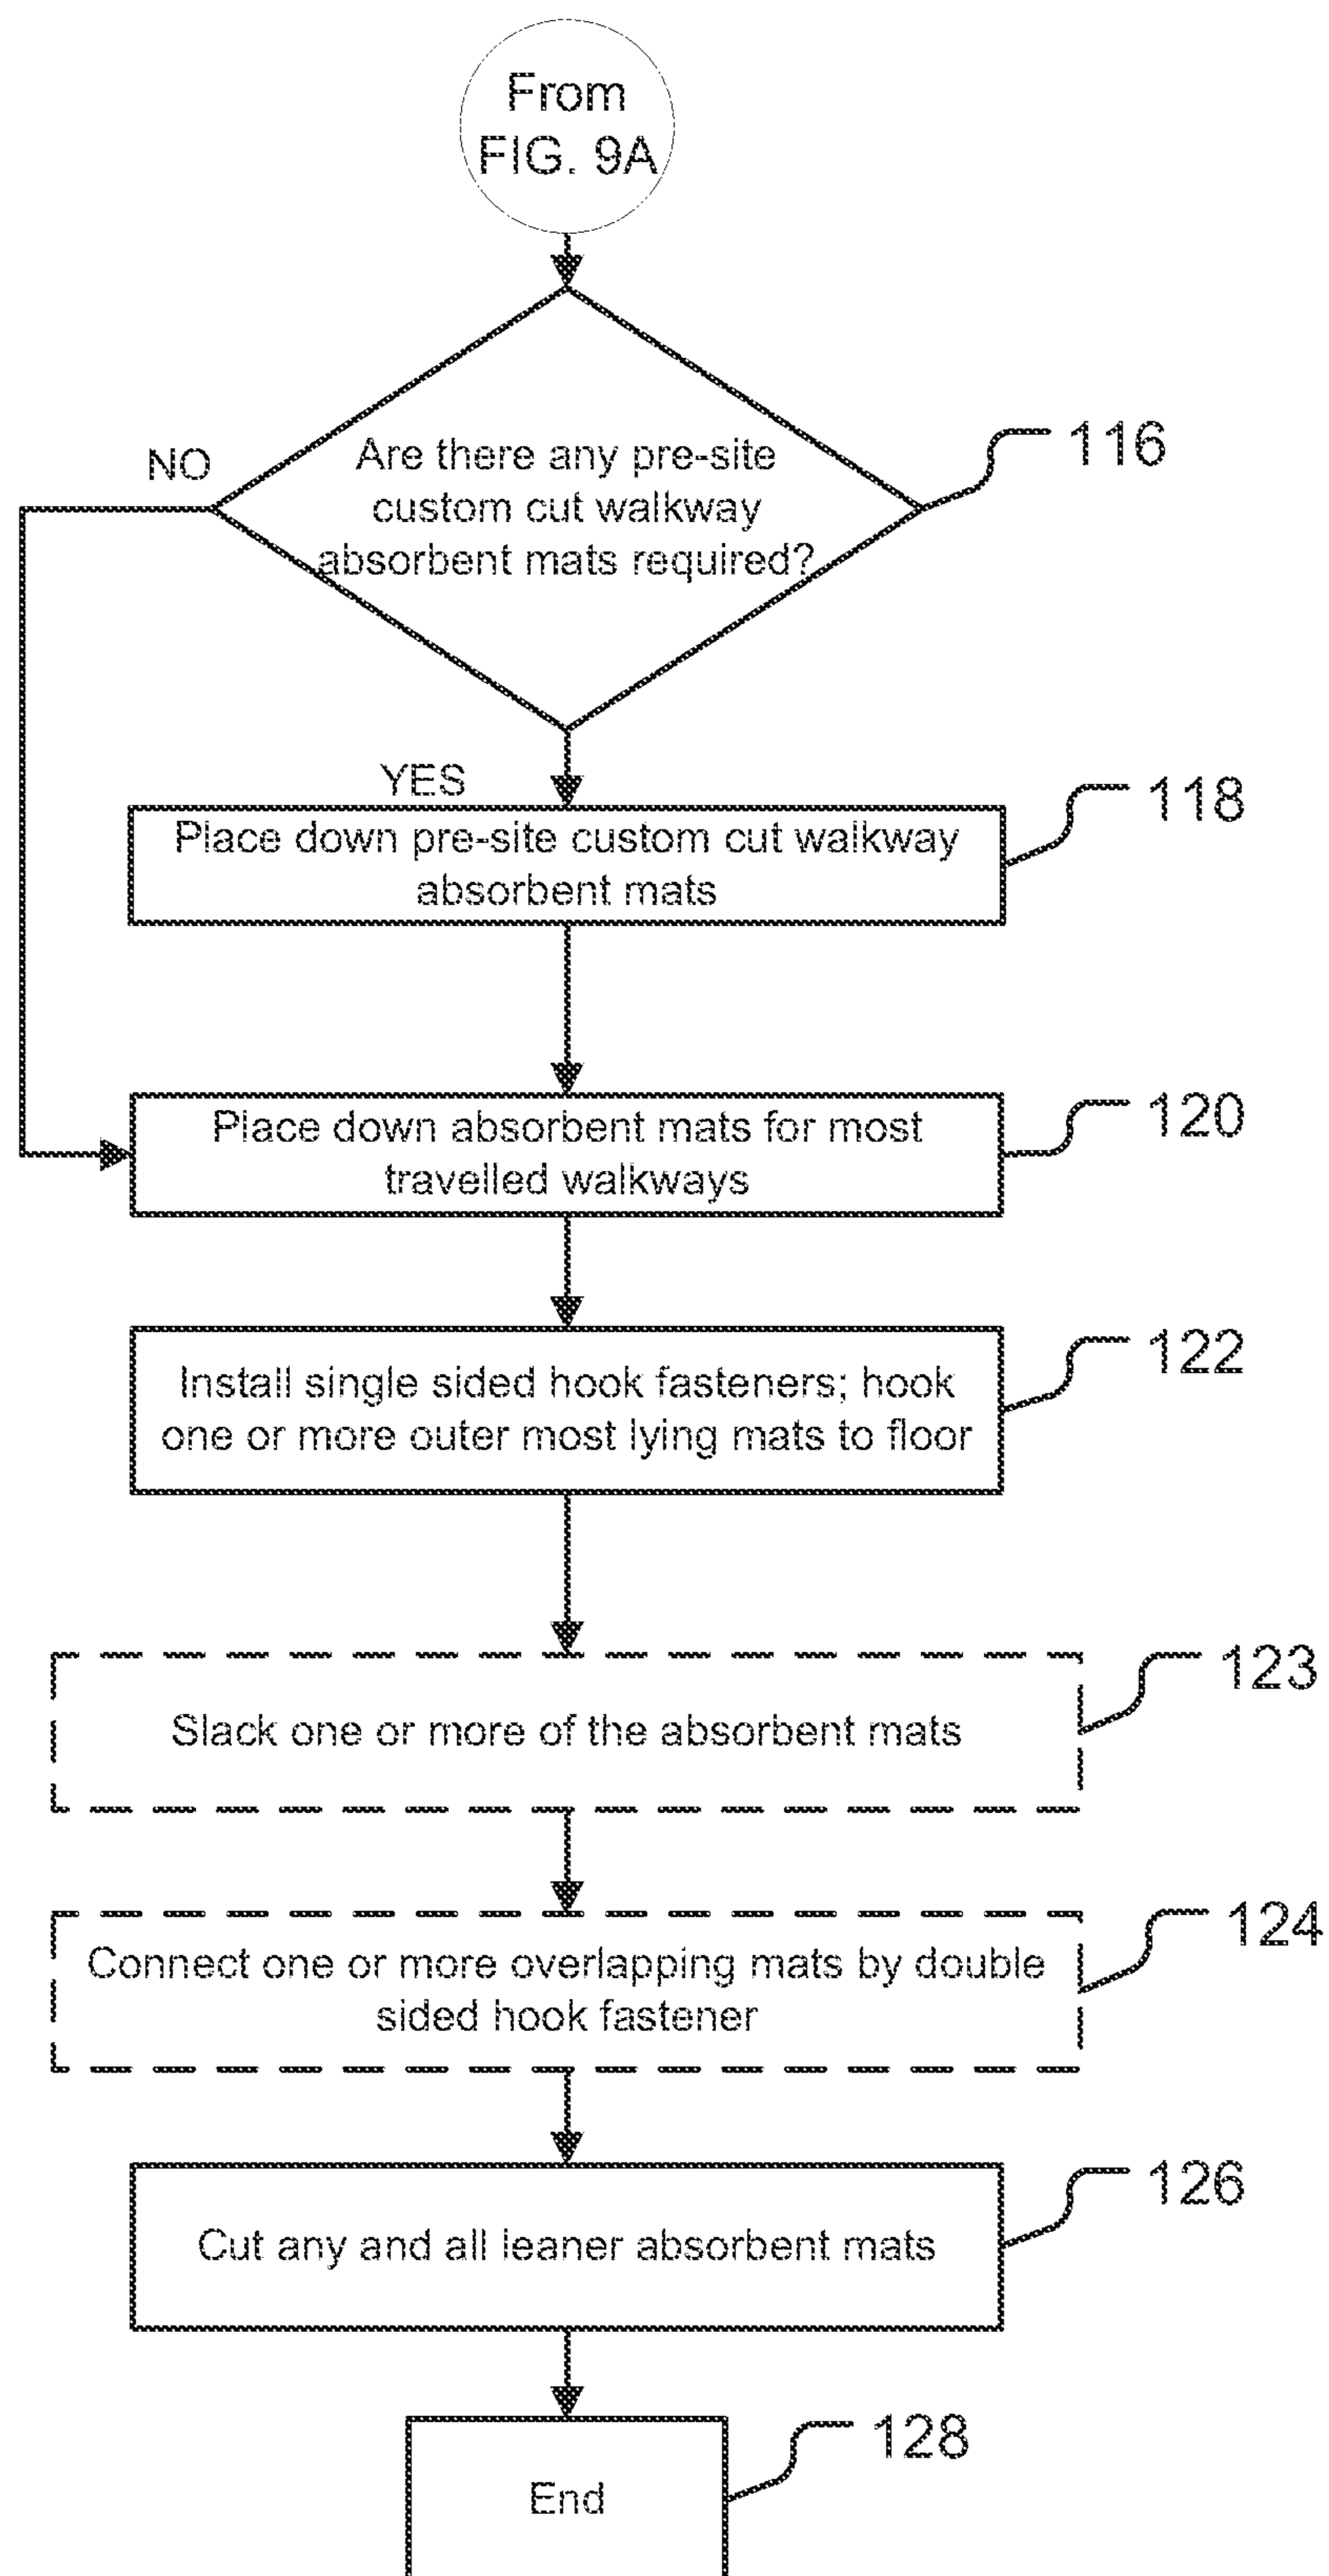 From
FIG. 9A
Are there any pre-site
custom cut walkway
absorbent mats required?
116
NO
YES
Place down pre-site custom cut walkway
absorbent mats
118
Place down absorbent mats for most
travelled walkways
120
Install single sided hook fasteners; hook
one or more outer most lying mats to floor
122
Slack one or more of the absorbent mats
123
Connect one or more overlapping mats by double
sided hook fastener
124
Cut any and all leaner absorbent mats
126
End
128